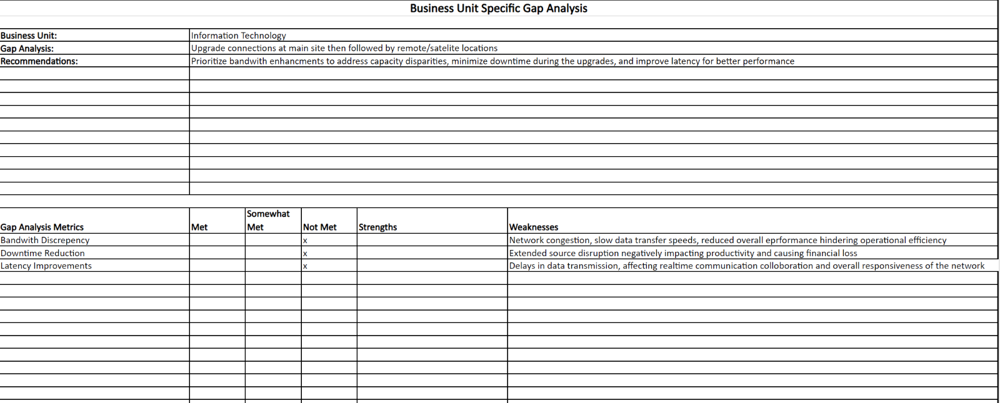 Business Unit Specific Gap Analysis
Business Unit: Information Technology
Gap Analysis: Upgrade connections at main site then followed by remote/satelite locations
Recommendations: Prioritize bandwith enhancments to address capacity disparities, minimize downtime during the upgrades, and improve latency for better performance
Gap Analysis Metrics Met Somewhat Met Not Met Strengths Weaknesses
Bandwith Discrepency x Network congestion, slow data transfer speeds, reduced overall eprformance hindering operational efficiency
Downtime Reduction x Extended source disruption negatively impacting productivity and causing financial loss
Latency Improvements x Delays in data transmission, affecting realtime communication colloboration and overall responsiveness of the network